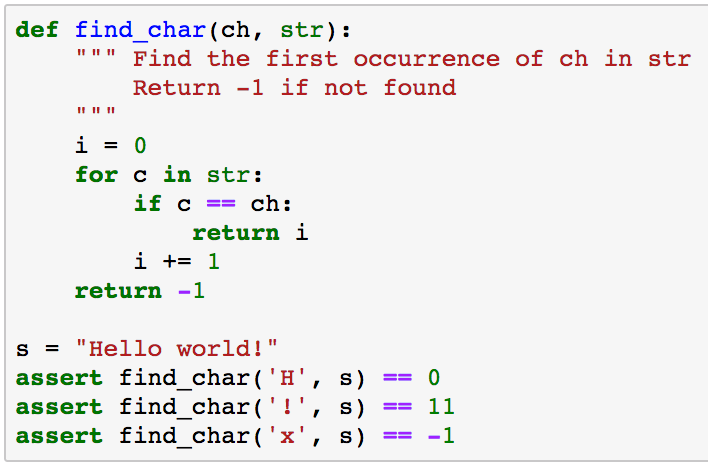 def find_char(ch, str):
    """ Find the first occurrence of ch in str
        Return -1 if not found
    """
    i = 0
    for c in str:
        if c == ch:
            return i
        i += 1
    return -1

s = "Hello world!"
assert find_char('H', s) == 0
assert find_char('!', s) == 11
assert find_char('x', s) == -1